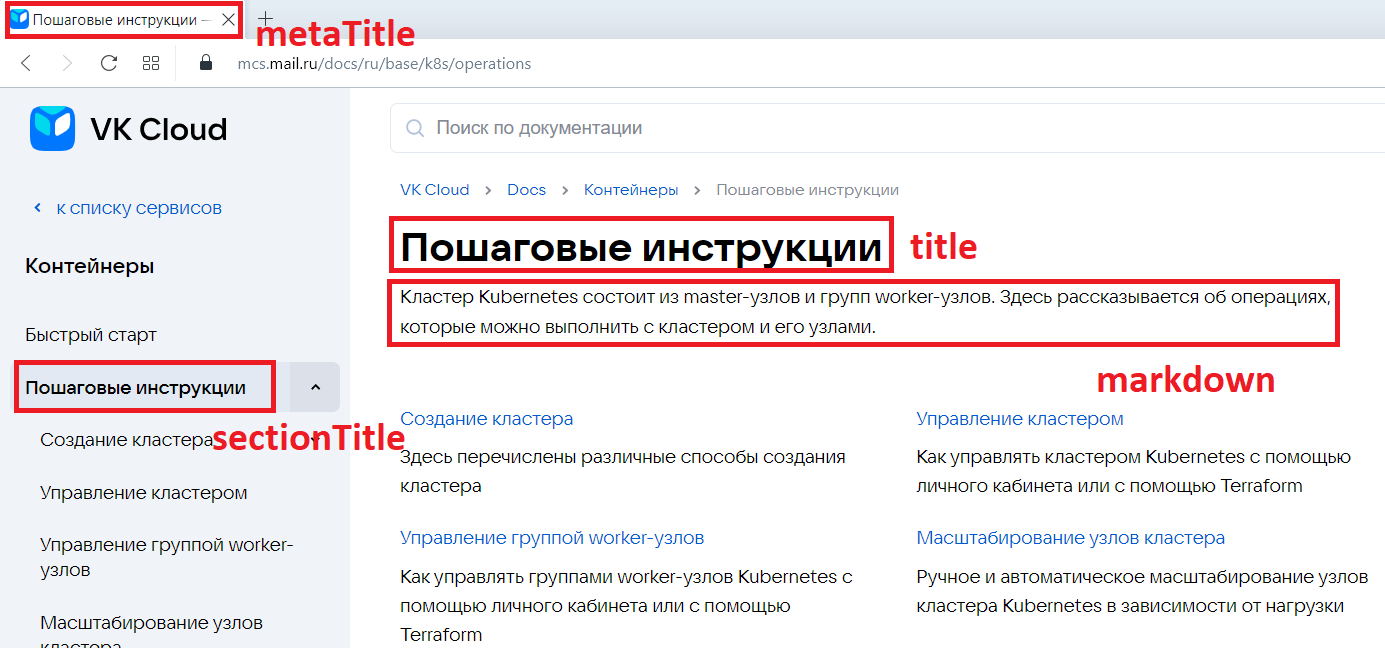 Пошаговые инструкции —
metaTitle
mcs.mail.ru/docs/ru/base/k8s/operations
VK Cloud
Поиск по документации
к списку сервисов
Контейнеры
Быстрый старт
Пошаговые инструкции
sectionTitle
Создание кластера
Управление кластером
Управление группой worker-
узлов
Масштабирование узлов
кластера
VK Cloud > Docs > Контейнеры > Пошаговые инструкции
Пошаговые инструкции
title
Кластер Kubernetes состоит из master-узлов и групп worker-узлов. Здесь рассказывается об операциях,
которые можно выполнить с кластером и его узлами.
markdown
Создание кластера
Здесь перечислены различные способы создания
кластера
Управление кластером
Как управлять кластером Kubernetes с помощью
личного кабинета или с помощью Terraform
Управление группой worker-узлов
Как управлять группами worker-узлов Kubernetes с
помощью личного кабинета или с помощью
Terraform
Масштабирование узлов кластера
Ручное и автоматическое масштабирование узлов
кластера Kubernetes в зависимости от нагрузки